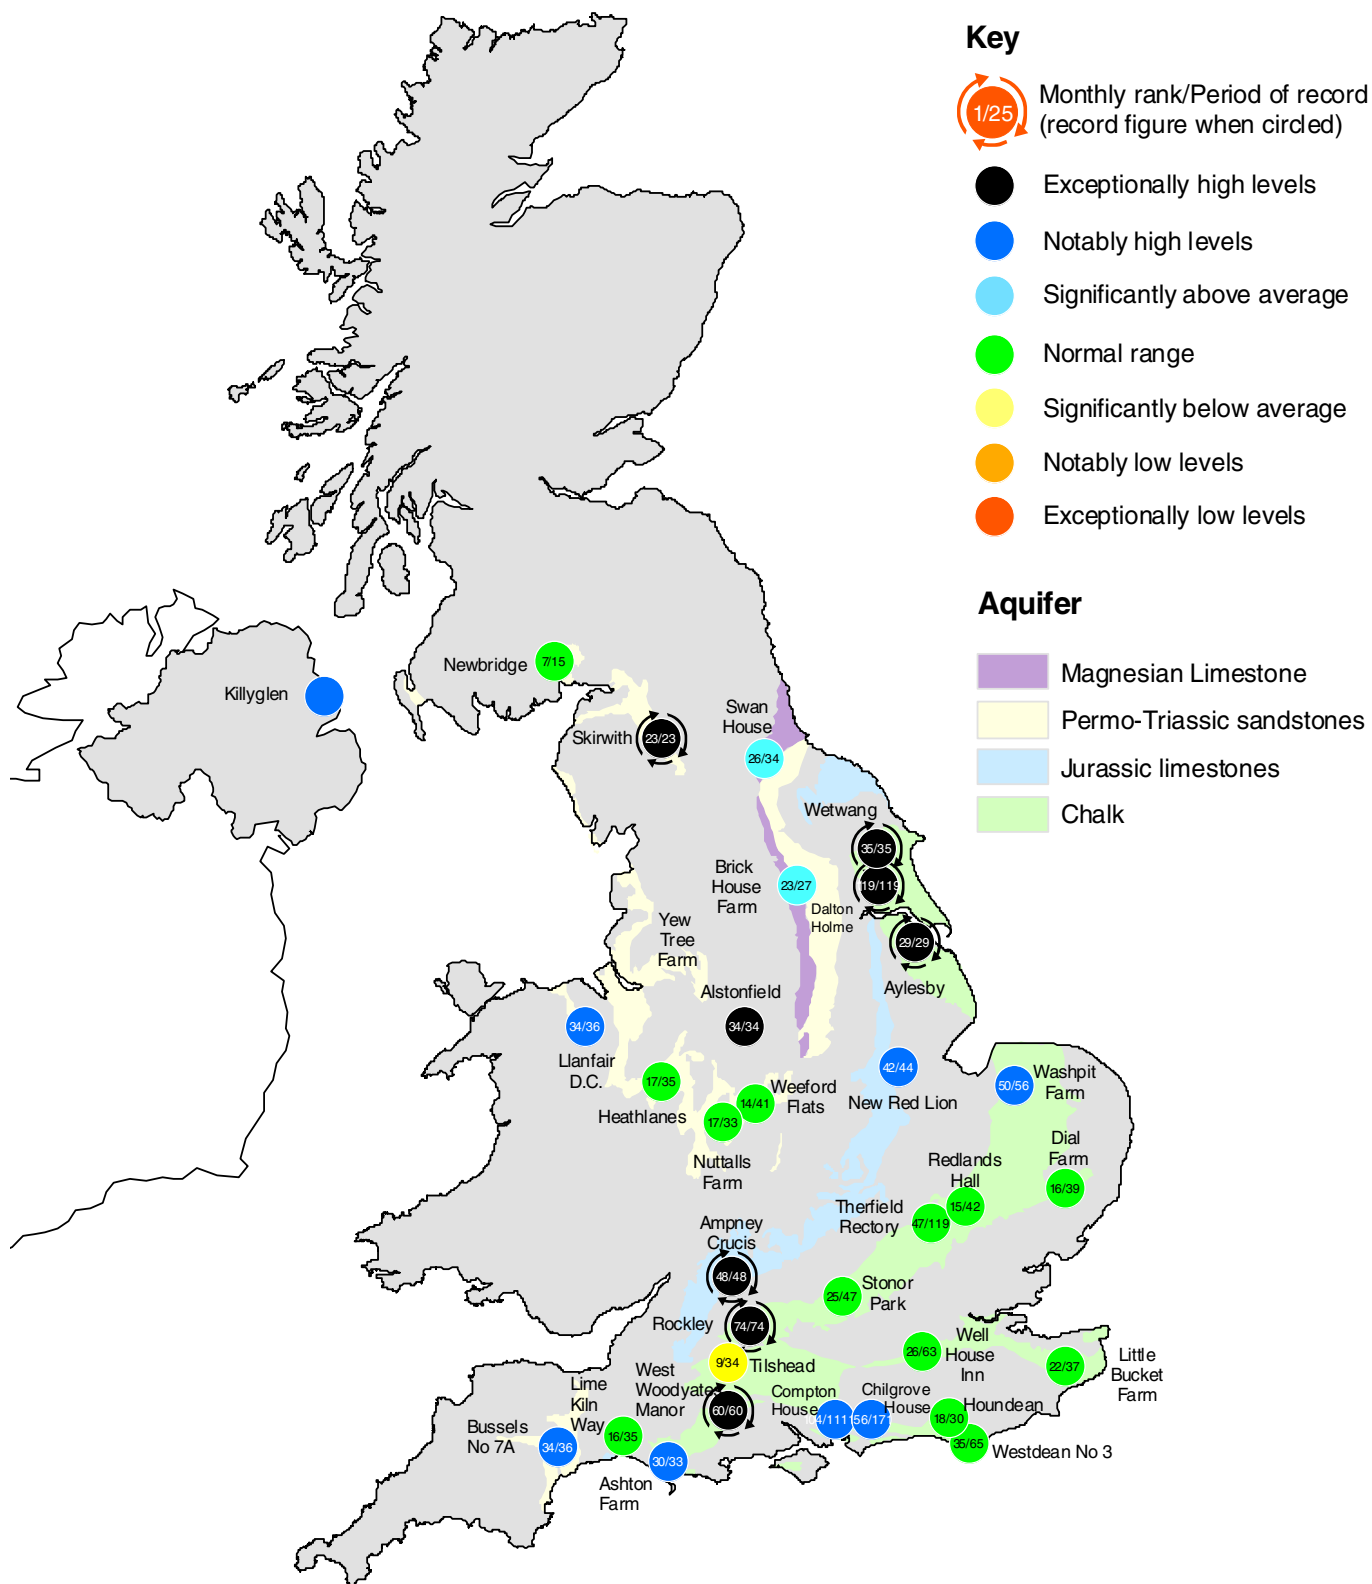 Key
1/25
Monthly rank/Period of record
(record figure when circled)
Exceptionally high levels
Notably high levels
Significantly above average
Normal range
Significantly below average
Notably low levels
Exceptionally low levels
Aquifer
Magnesian Limestone
Permo-Triassic sandstones
Jurassic limestones
Chalk
Newbridge
7/15
Killyglen
Skirwith
23/23
Swan
House
26/34
Wetwang
35/35
119/119
Dalton
Holme
Brick
House
Farm
23/27
29/29
Aylesby
Yew
Tree
Farm
Alstonfield
34/34
34/36
Llanfair
D.C.
42/44
New Red Lion
50/56
Washpit
Farm
17/35
Heathlanes
14/41
Weeford
Flats
17/33
Nuttalls
Farm
Dial
Farm
16/39
Redlands
Hall
15/42
Therfield
Rectory
47/119
Ampney
Crucis
48/48
25/47
Stonor
Park
Rockley
74/74
9/34
Tilshead
Well
House
Inn
26/63
22/37
Little
Bucket
Farm
West
Woodyates
Manor
60/60
Lime
Kiln
Way
16/35
Bussels
No 7A
34/36
30/33
Ashton
Farm
Compton
House
104/111
Chilgrove
House
156/171
Houndean
18/30
35/65
Westdean No 3